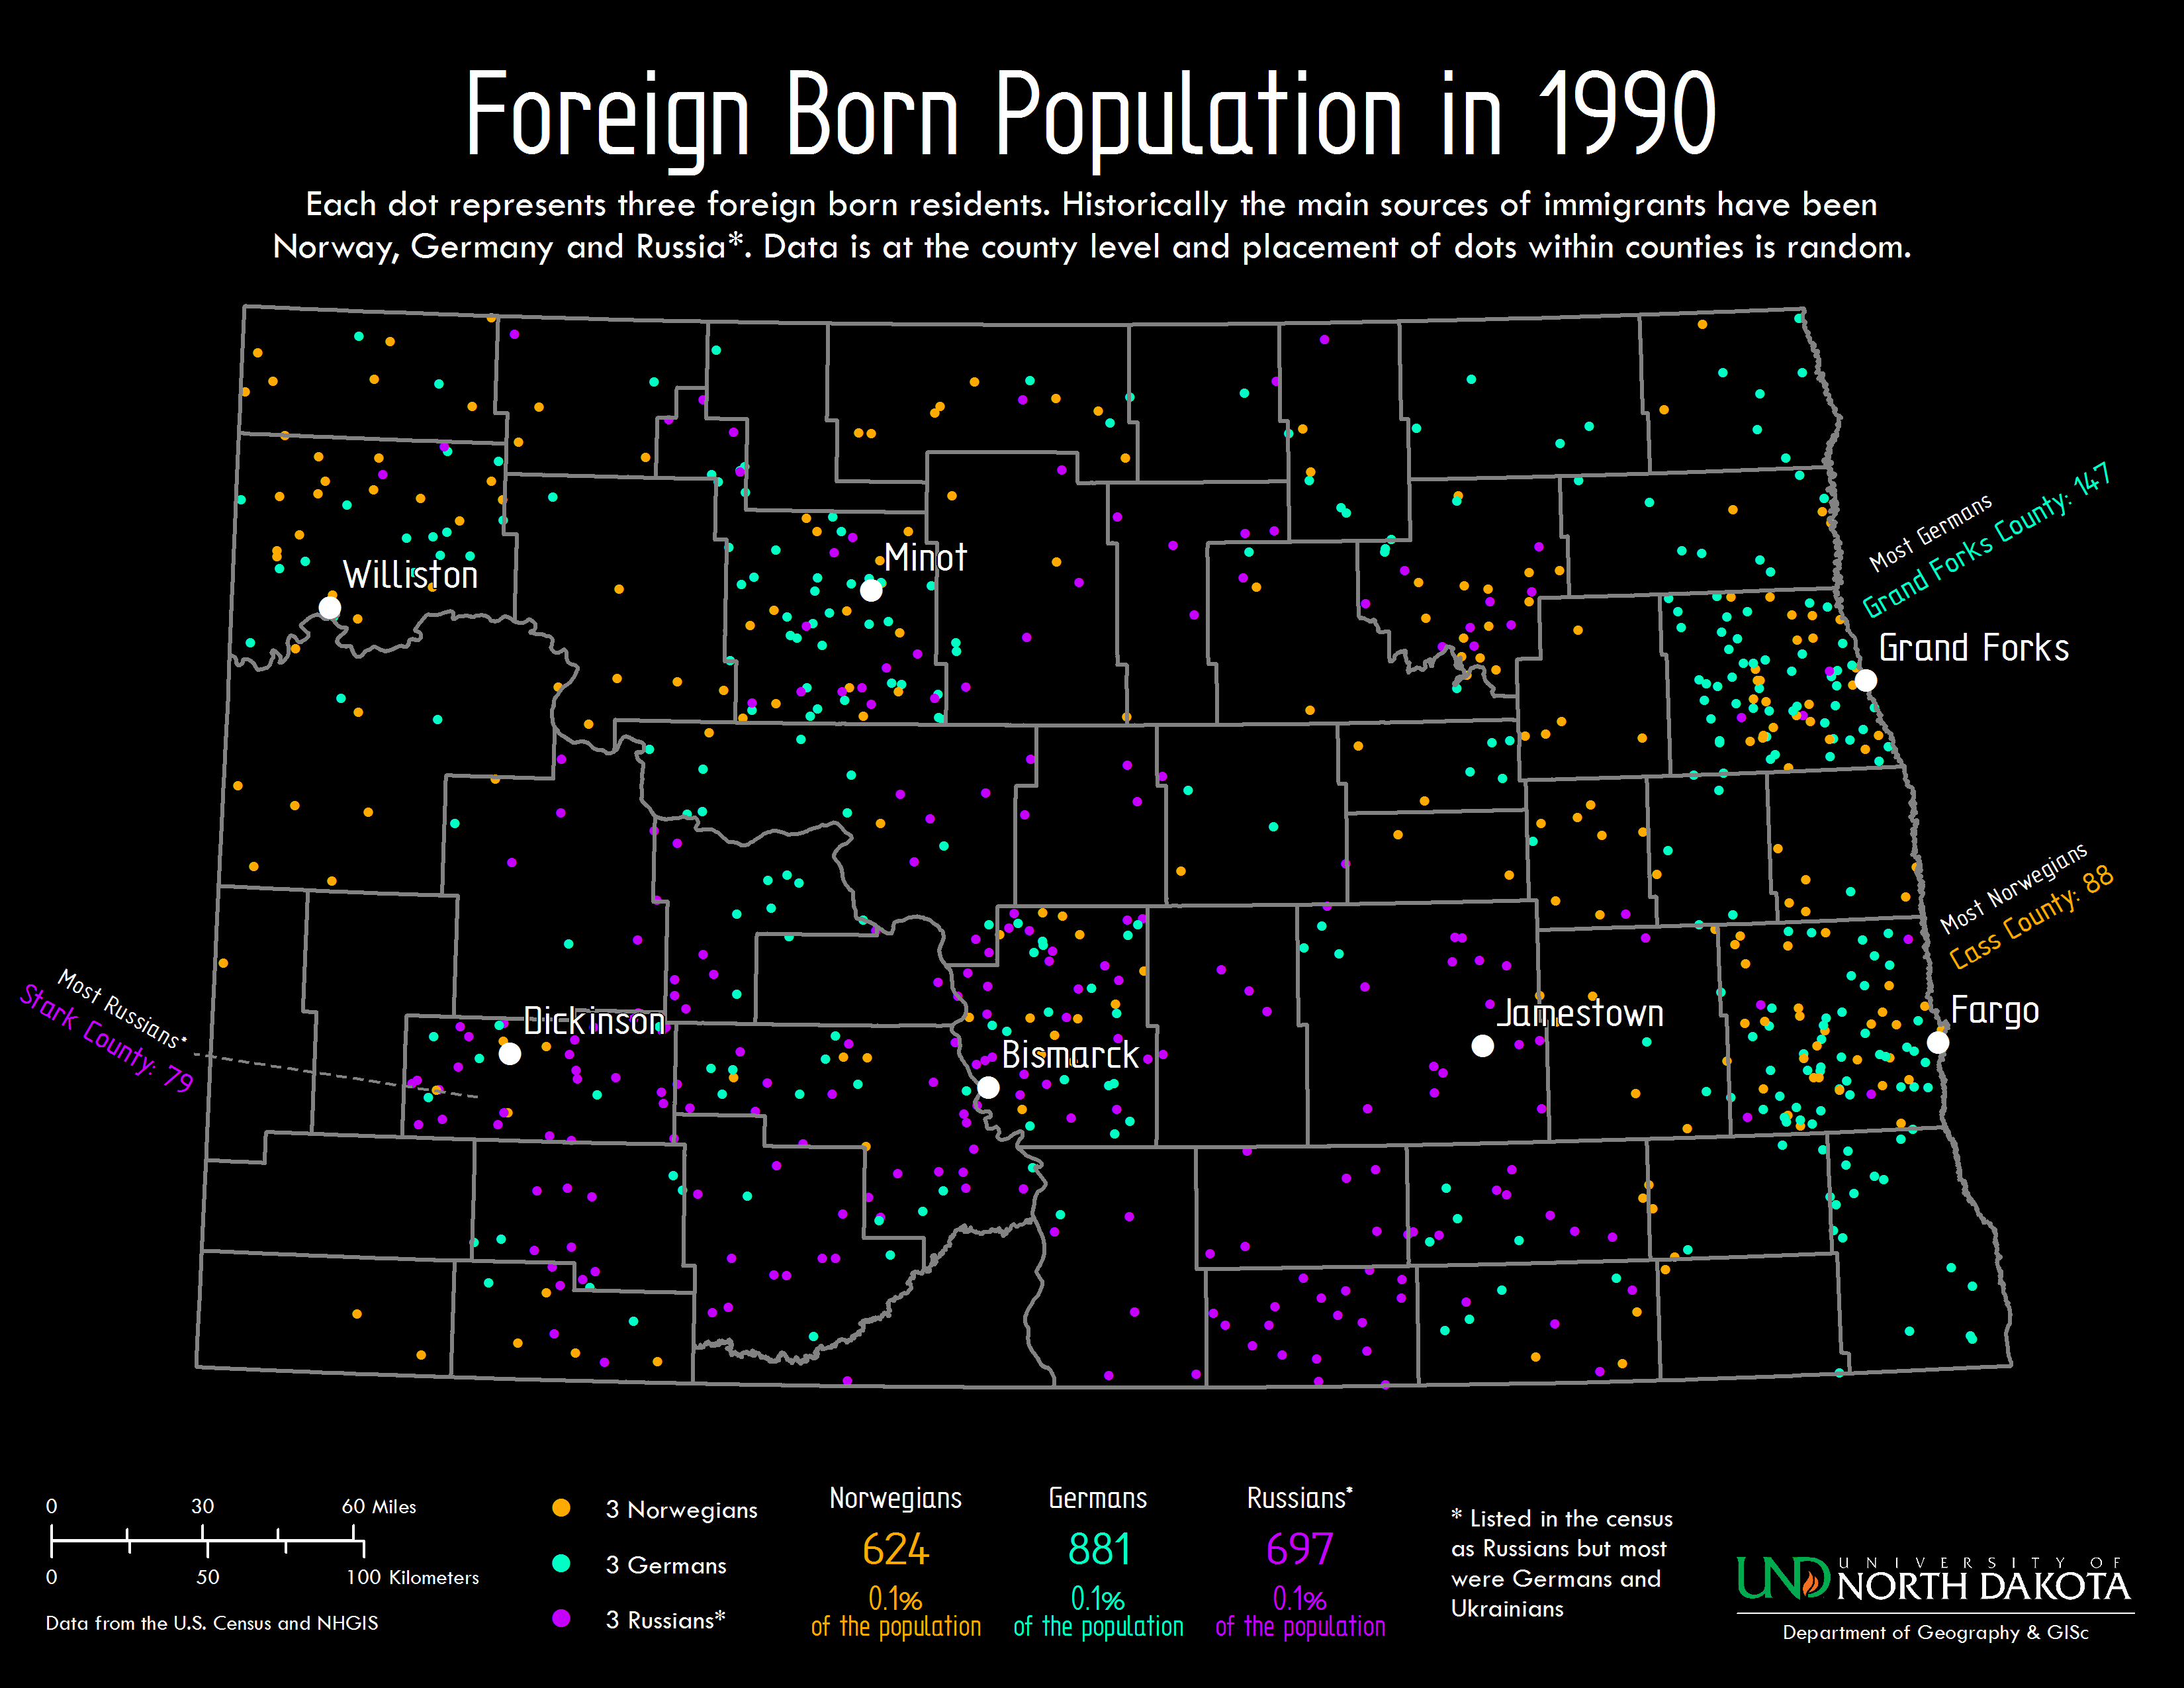 Foreign Born Population in 1990
Each dot represents three foreign born residents. Historically the main sources of immigrants have been
Norway, Germany and Russia*. Data is at the county level and placement of dots within counties is random.
Most Germans
Grand Forks County: 147
Minot
Williston
Grand Forks
Most Norwegians
Cass County: 88
Most Russians*
Stark County: 79
Dickinson
Jamestown
Fargo
Bismarck
0 30 60 Miles
0 50 100 Kilometers
Data from the U.S. Census and NHGIS
3 Norwegians
3 Germans
3 Russians*
Norwegians
624
0.1%
of the population
Germans
881
0.1%
of the population
Russians*
697
0.1%
of the population
* Listed in the census
as Russians but most
were Germans and
Ukrainians
UND UNIVERSITY OF
NORTH DAKOTA
Department of Geography & GISc